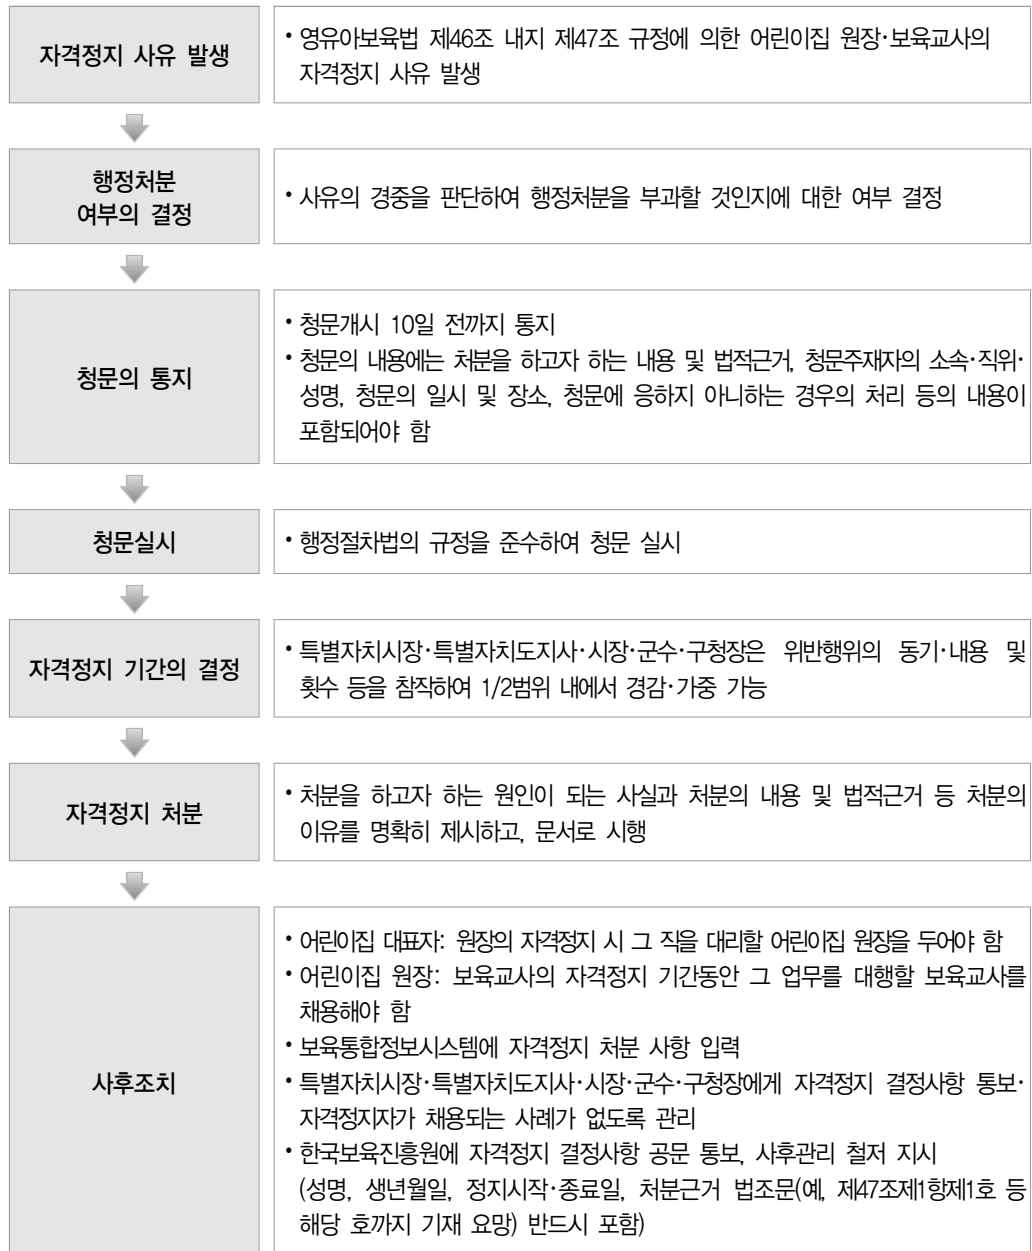 자격정지 사유 발생
• 영유아보육법 제46조 내지 제47조 규정에 의한 어린이집 원장·보육교사의
자격정지 사유 발생
행정처분
여부의 결정
• 사유의 경중을 판단하여 행정처분을 부과할 것인지에 대한 여부 결정
청문의 통지
• 청문개시 10일 전까지 통지
• 청문의 내용에는 처분을 하고자 하는 내용 및 법적근거, 청문주재자의 소속·직위·
성명, 청문의 일시 및 장소, 청문에 응하지 아니하는 경우의 처리 등의 내용이
포함되어야 함
청문실시
• 행정절차법의 규정을 준수하여 청문 실시
자격정지 기간의 결정
• 특별자치시장·특별자치도지사·시장·군수·구청장은 위반행위의 동기·내용 및
횟수 등을 참작하여 1/2범위 내에서 경감·가중 가능
자격정지 처분
• 처분을 하고자 하는 원인이 되는 사실과 처분의 내용 및 법적근거 등 처분의
이유를 명확히 제시하고, 문서로 시행
사후조치
• 어린이집 대표자: 원장의 자격정지 시 그 직을 대리할 어린이집 원장을 두어야 함
• 어린이집 원장: 보육교사의 자격정지 기간동안 그 업무를 대행할 보육교사를
채용해야 함
• 보육통합정보시스템에 자격정지 처분 사항 입력
• 특별자치시장·특별자치도지사·시장·군수·구청장에게 자격정지 결정사항 통보·
자격정지자가 채용되는 사례가 없도록 관리
• 한국보육진흥원에 자격정지 결정사항 공문 통보, 사후관리 철저 지시
(성명, 생년월일, 정지시작·종료일, 처분근거 법조문(예, 제47조제1항제1호 등
해당 호까지 기재 요망) 반드시 포함)